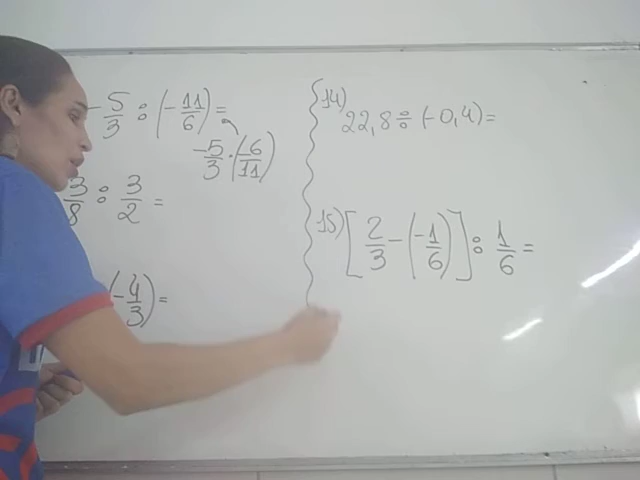 -5/3 ÷ (-11/6) =
-5/3 · (-6/11)
3/8 ÷ 3/2 =
(-4/3) =
14) 22,8 ÷ (-0,4) =
15) [2/3 - (-1/6)] ÷ 1/6 =